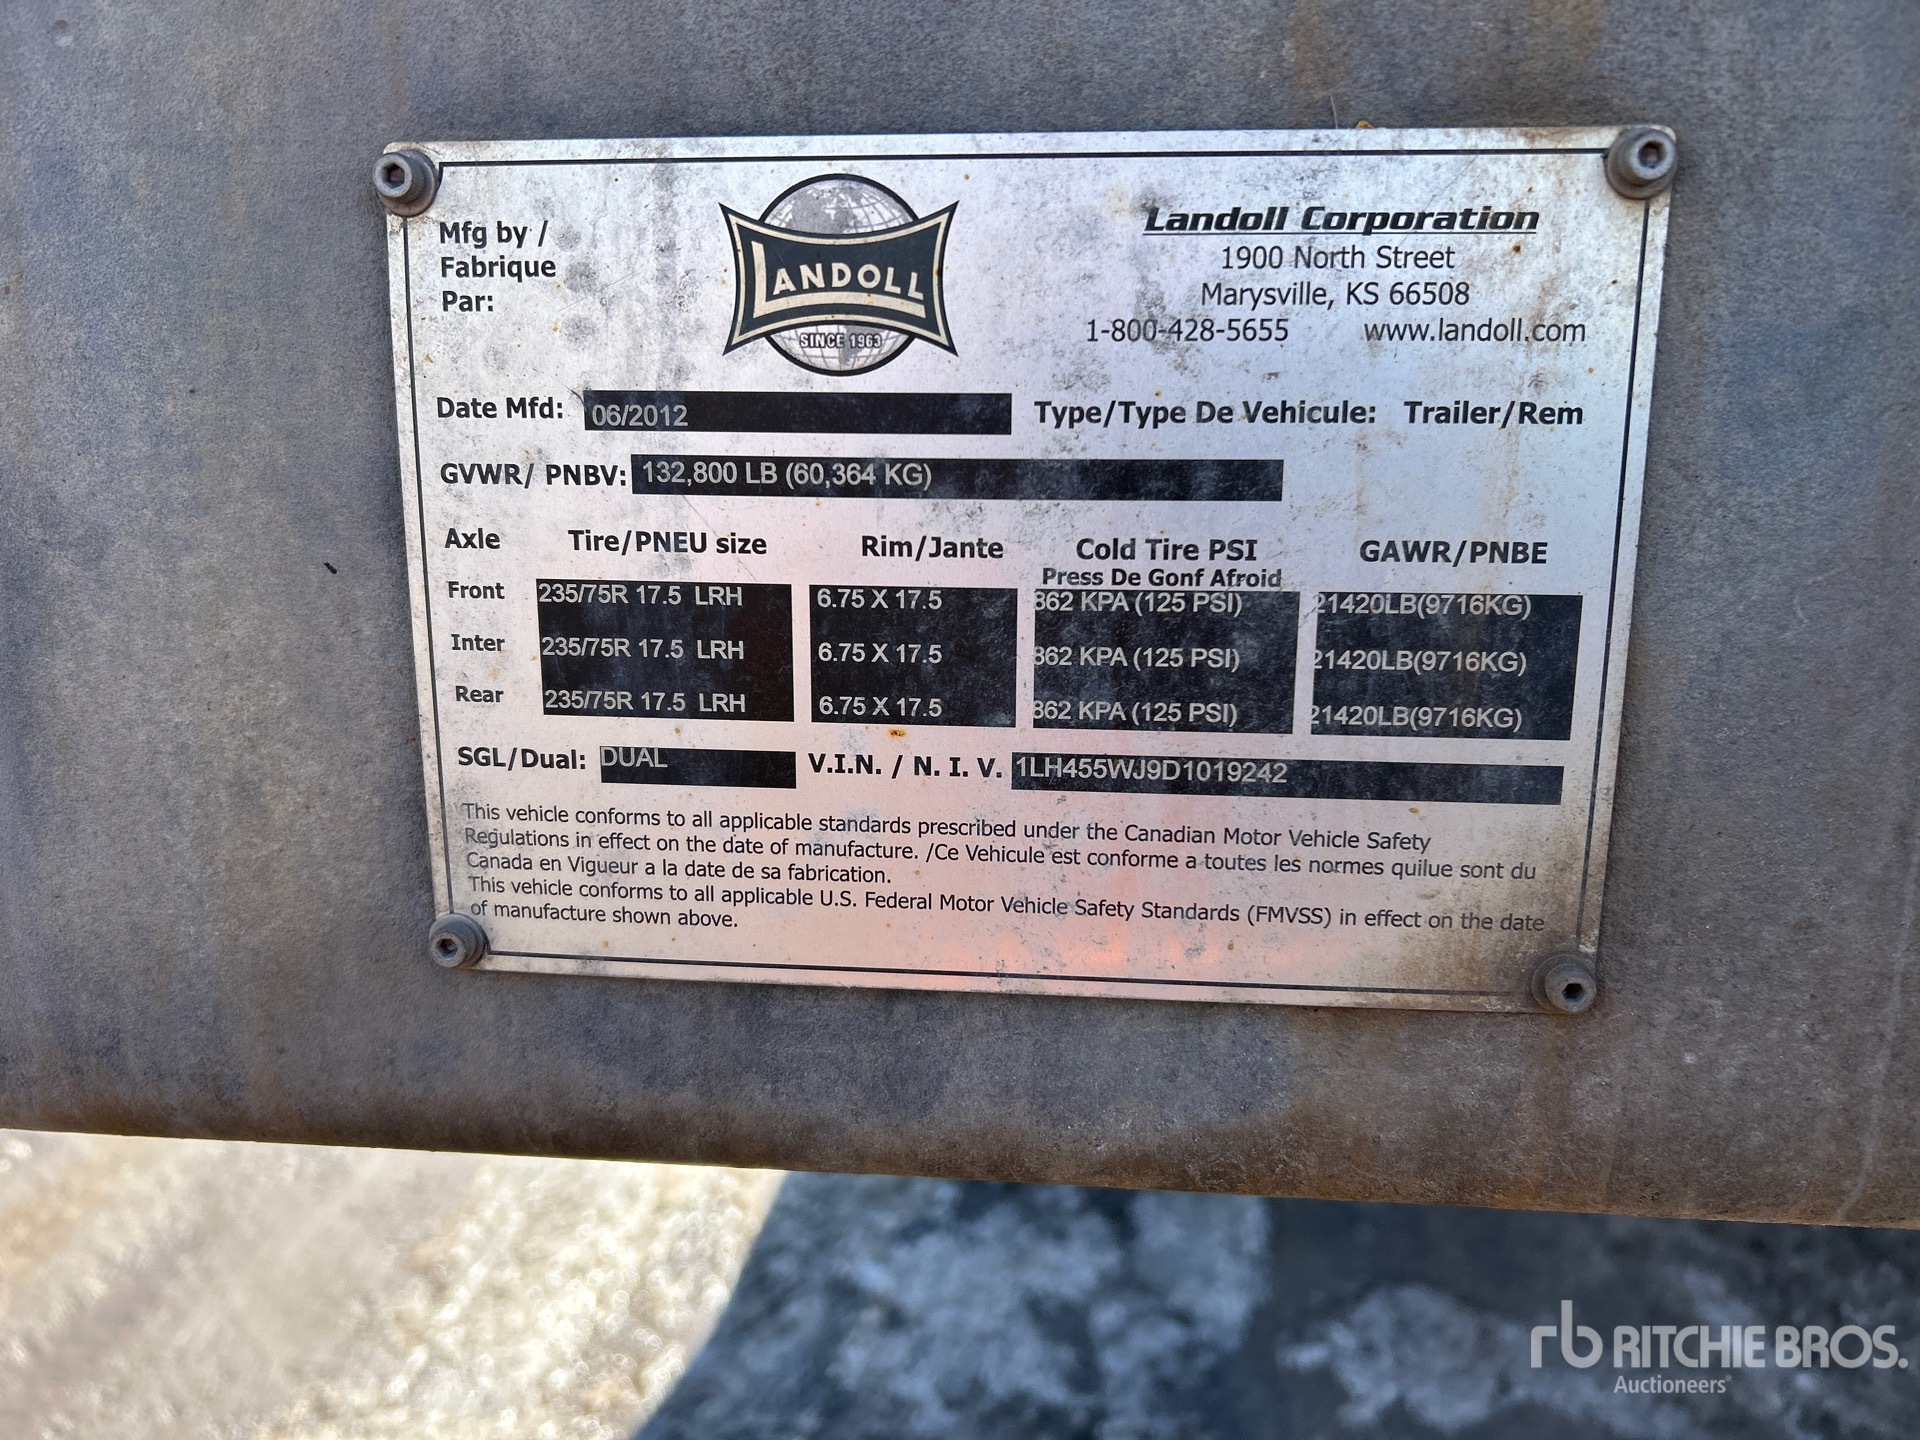 Mfg by /
Fabrique
Par:
LANDOLL
SINCE 1963
Landoll Corporation
1900 North Street
Marysville, KS 66508
1-800-428-5655 www.landoll.com
Date Mfd: 06/2012 Type/Type De Vehicule: Trailer/Rem
GVWR/ PNBV: 132,800 LB (60,364 KG)
Axle Tire/PNEU size Rim/Jante Cold Tire PSI GAWR/PNBE
Press De Gonf Afroid
Front 235/75R 17.5 LRH 6.75 X 17.5 862 KPA (125 PSI) 21420LB(9716KG)
Inter 235/75R 17.5 LRH 6.75 X 17.5 862 KPA (125 PSI) 21420LB(9716KG)
Rear 235/75R 17.5 LRH 6.75 X 17.5 862 KPA (125 PSI) 21420LB(9716KG)
SGL/Dual: DUAL V.I.N. / N. I. V. 1LH455WJ9D1019242
This vehicle conforms to all applicable standards prescribed under the Canadian Motor Vehicle Safety
Regulations in effect on the date of manufacture. /Ce Vehicule est conforme a toutes les normes quilue sont du
Canada en Vigueur a la date de sa fabrication.
This vehicle conforms to all applicable U.S. Federal Motor Vehicle Safety Standards (FMVSS) in effect on the date
of manufacture shown above.
rb RITCHIE BROS.
Auctioneers